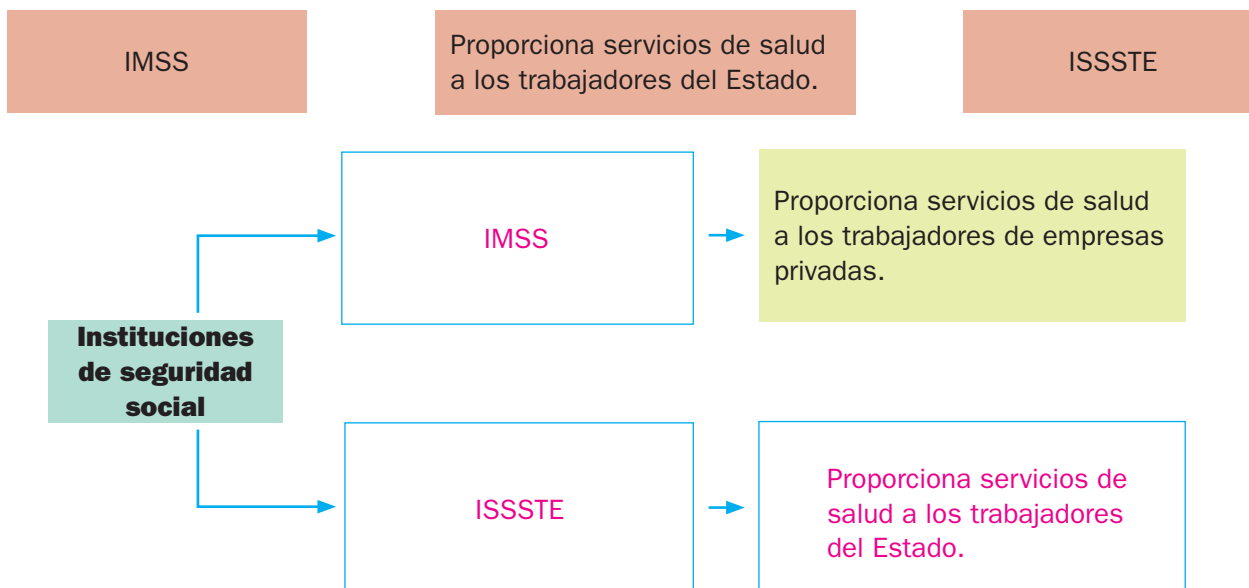 IMSS
Proporciona servicios de salud
a los trabajadores del Estado.
ISSSTE
IMSS
Proporciona servicios de salud
a los trabajadores de empresas
privadas.
Instituciones
de seguridad
social
ISSSTE
Proporciona servicios de
salud a los trabajadores
del Estado.